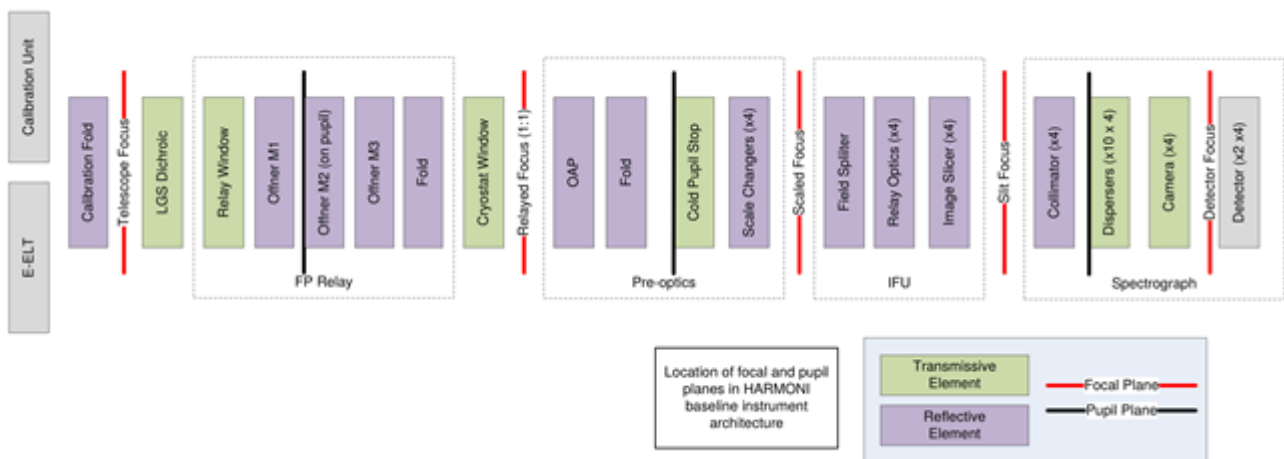 Calibration Unit
E-ELT
Calibration Fold
Telescope Focus
LGS Dichroic
Relay Window
Offner M1
Offner M2 (on pupil)
Offner M3
Fold
FP Relay
Cryostat Window
Relayed Focus (1:1)
OAP
Fold
Cold Pupil Stop
Scale Changers (x4)
Pre-optics
Scaled Focus
Field Spliiter
Relay Optics (x4)
Image Slicer (x4)
IFU
Slit Focus
Collimator (x4)
Dispersers (x10 x 4)
Camera (x4)
Detector Focus
Detector (x2 x4)
Spectrograph
Location of focal and pupil
planes in HARMONI
baseline instrument
architecture
Transmissive
Element
Reflective
Element
Focal Plane
Pupil Plane